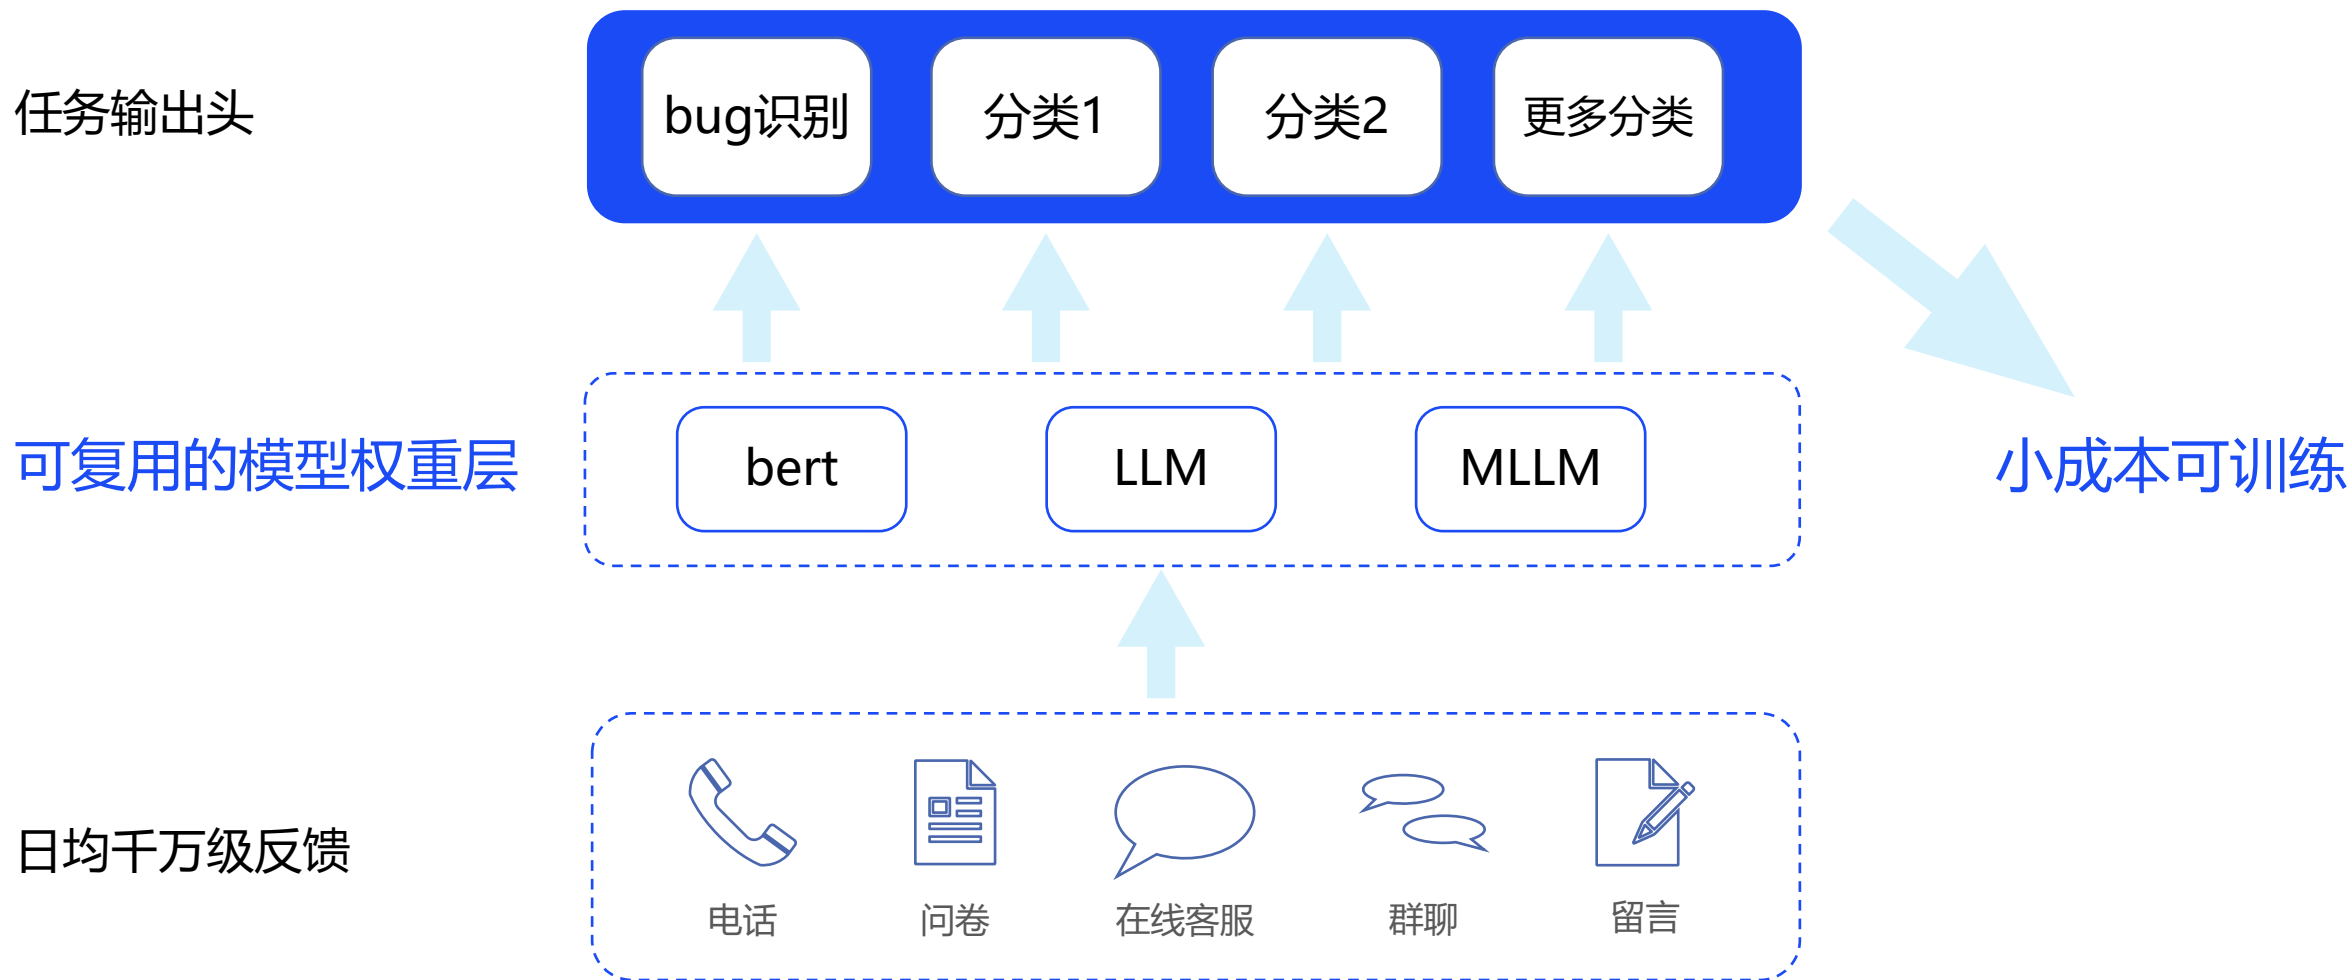 任务输出头
bug识别
分类1
分类2
更多分类
可复用的模型权重层
bert
LLM
MLLM
小成本可训练
日均千万级反馈
电话
问卷
在线客服
群聊
留言